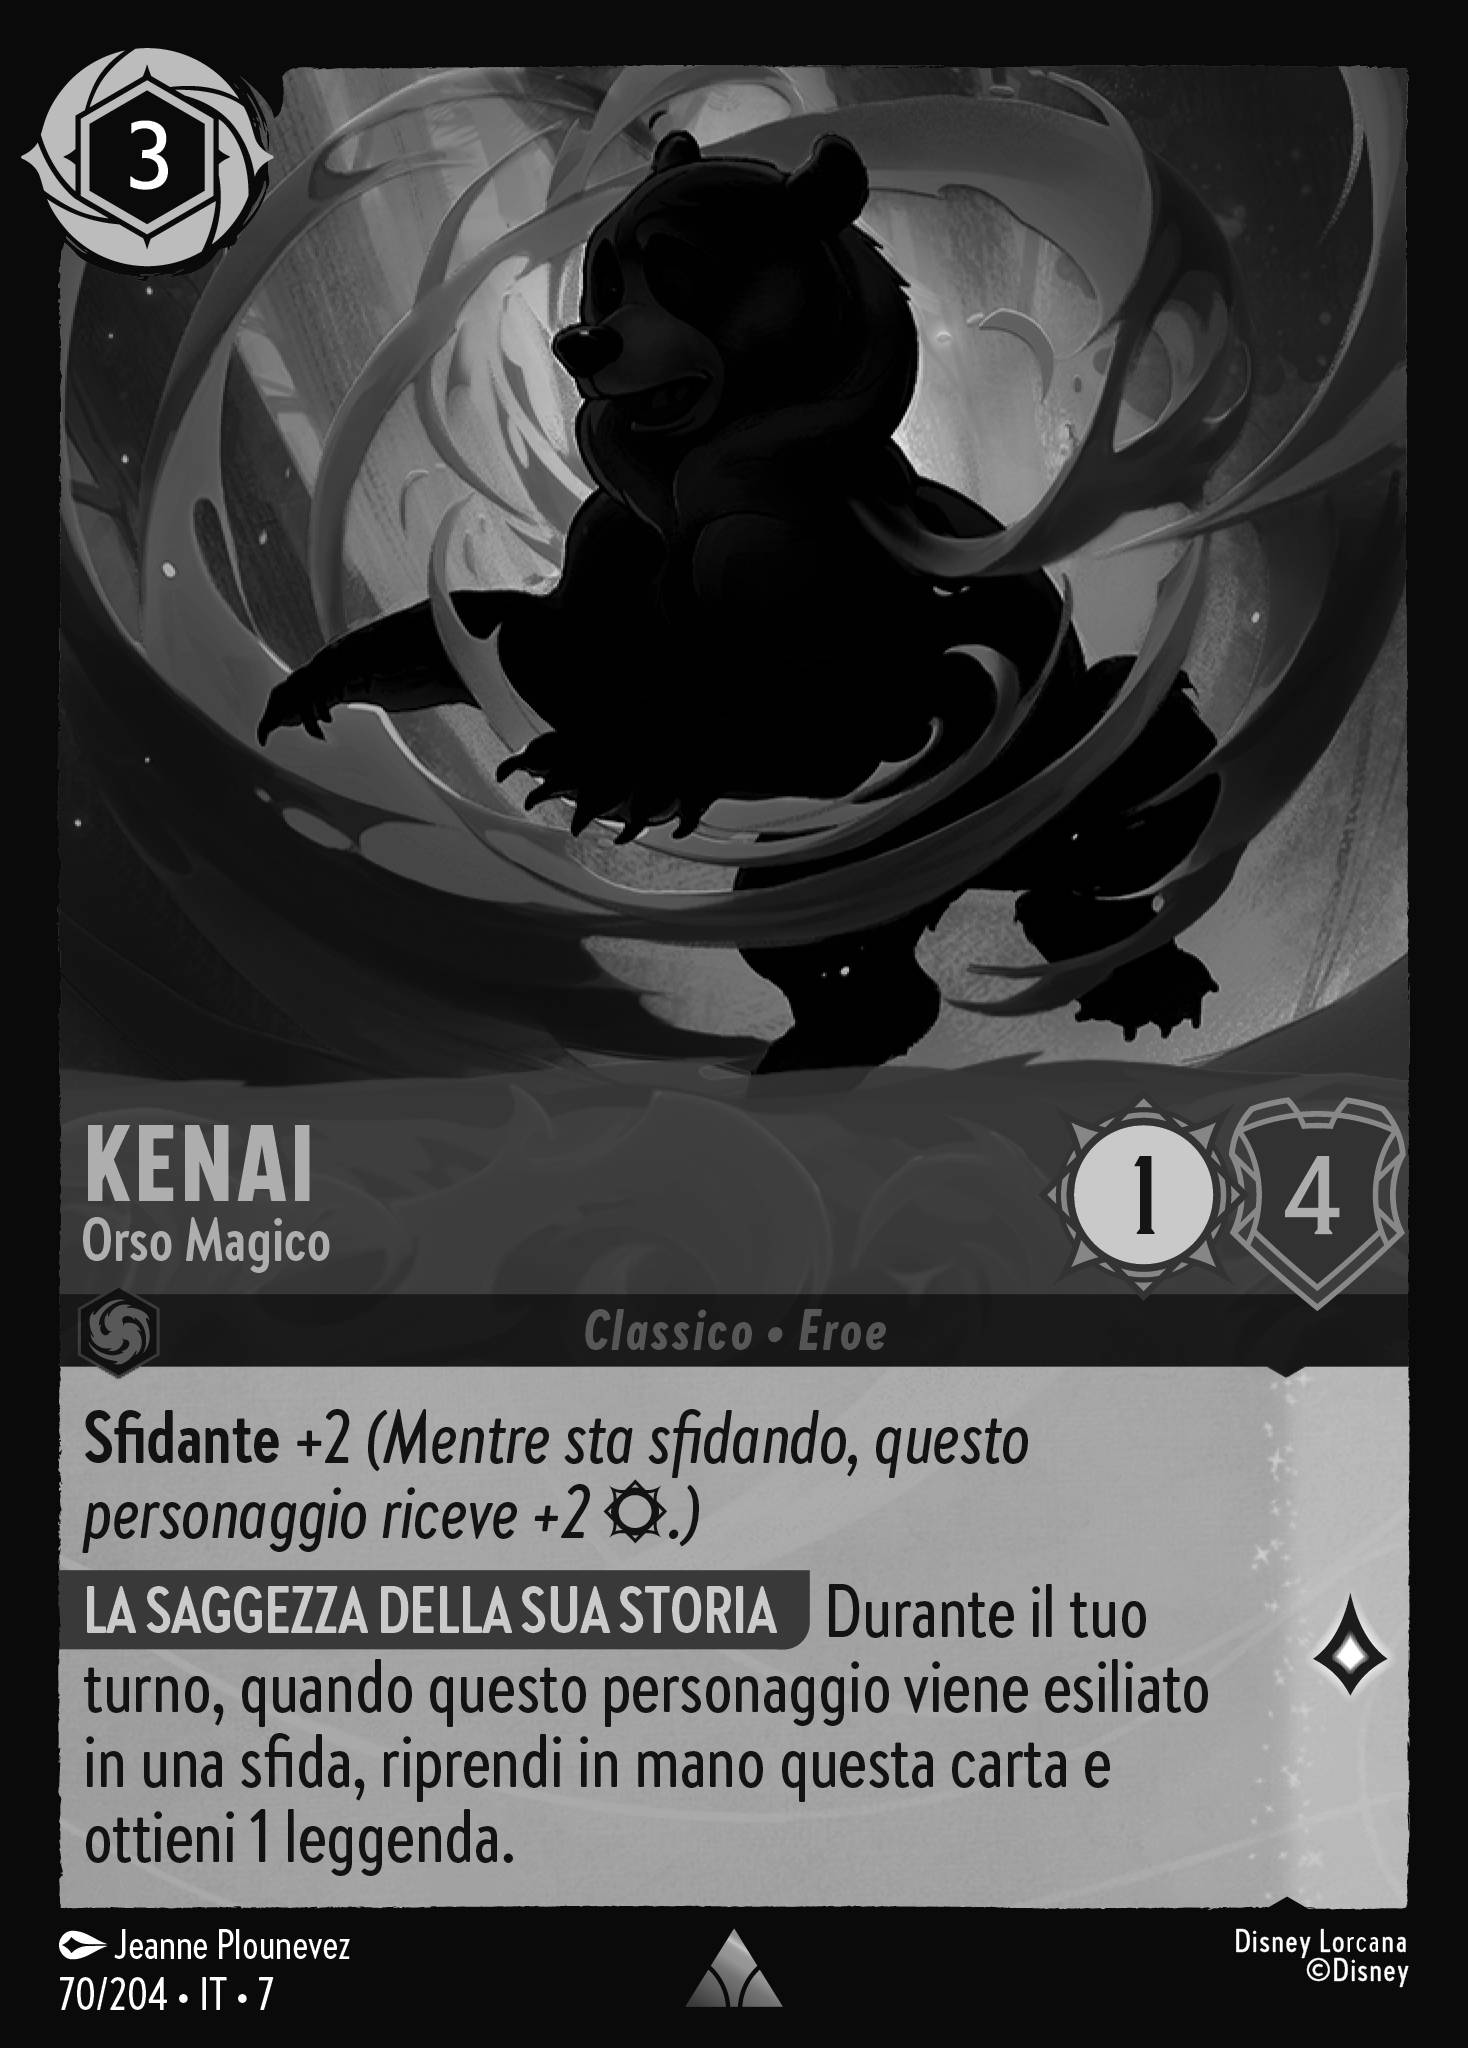 3
KENAI
Orso Magico
1
4
Classico • Eroe
Sfidante +2 (Mentre sta sfidando, questo
personaggio riceve +2 .)
LA SAGGEZZA DELLA SUA STORIA Durante il tuo
turno, quando questo personaggio viene esiliato
in una sfida, riprendi in mano questa carta e
ottieni 1 leggenda.
Jeanne Plounevez
70/204 • IT • 7
Disney Lorcana
©Disney